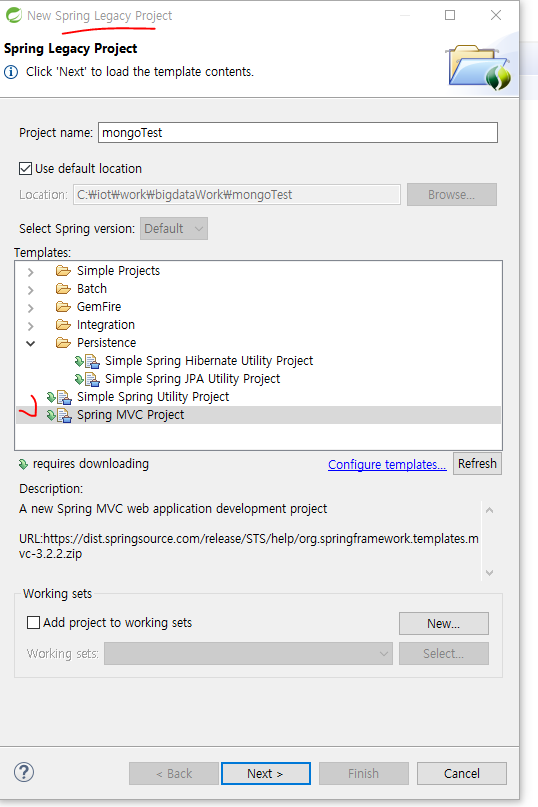 New Spring Legacy Project
Spring Legacy Project
Click 'Next' to load the template contents.
Project name: mongoTest
Use default location
Location: C:₩iot₩work₩bigdataWork₩mongoTest Browse...
Select Spring version: Default
Templates:
Simple Projects
Batch
GemFire
Integration
Persistence
Simple Spring Hibernate Utility Project
Simple Spring JPA Utility Project
Simple Spring Utility Project
Spring MVC Project
requires downloading Configure templates... Refresh
Description:
A new Spring MVC web application development project
URL:https://dist.springsource.com/release/STS/help/org.springframework.templates.m
vc-3.2.2.zip
Working sets
Add project to working sets New...
Working sets: Select...
? < Back Next > Finish Cancel